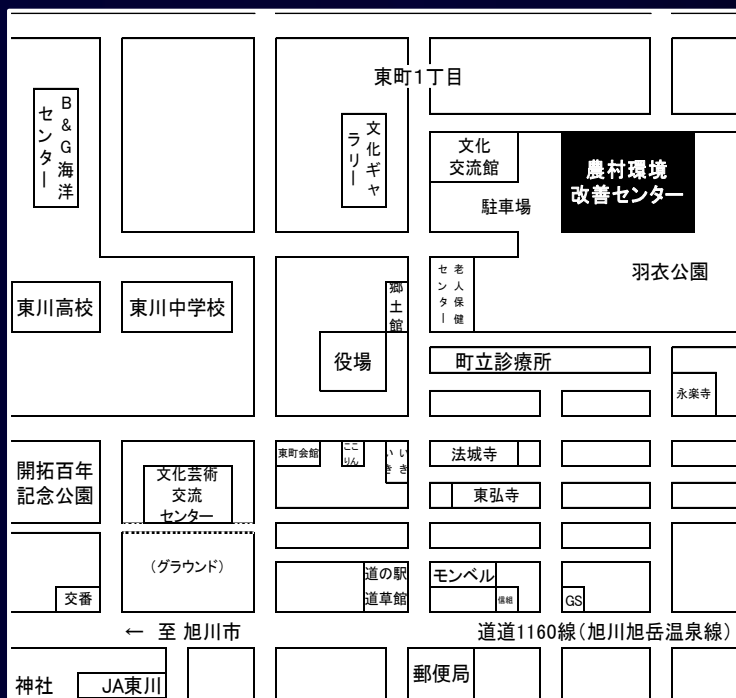 東町1丁目
B&G海洋
センター
文化ギャ
ラリー
文化
交流館
農村環境
改善センター
駐車場
羽衣公園
老人保健
センター
東川高校
東川中学校
郷土館
役場
町立診療所
永楽寺
開拓百年
記念公園
文化芸術
交流
センター
東町会館
ここ
りん
いい
きき
法城寺
東弘寺
(グラウンド)
交番
道の駅
道草館
モンベル
信組
GS
← 至 旭川市
道道1160線(旭川旭岳温泉線)
神社
JA東川
郵便局